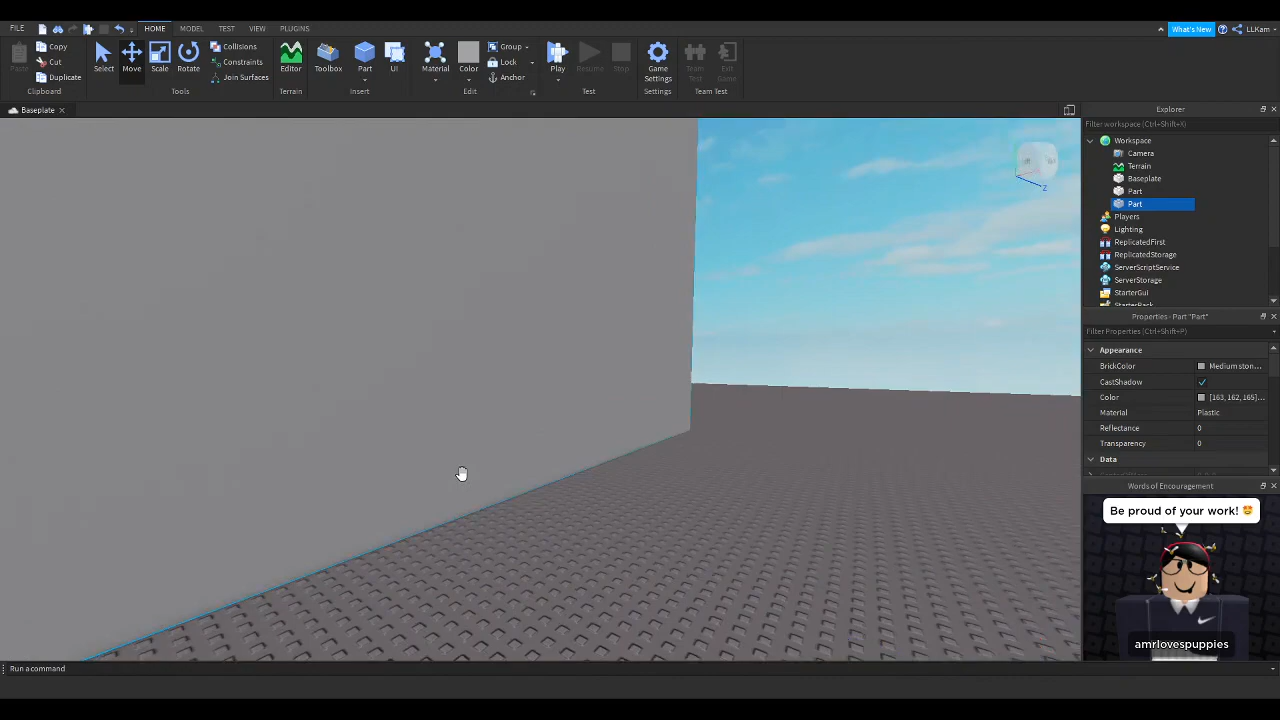 FILE
HOME
MODEL
TEST
VIEW
PLUGINS
What's New
LLKam
Paste
Copy
Cut
Duplicate
Clipboard
Select
Move
Scale
Rotate
Collisions
Constraints
Join Surfaces
Tools
Editor
Terrain
Toolbox
Part
UI
Insert
Material
Color
Group
Lock
Anchor
Edit
Play
Resume
Stop
Test
Game
Settings
Settings
Team
Test
Exit
Game
Team Test
Baseplate
Explorer
Filter workspace (Ctrl+Shift+X)
Workspace
Camera
Terrain
Baseplate
Part
Part
Players
Lighting
ReplicatedFirst
ReplicatedStorage
ServerScriptService
ServerStorage
StarterGui
StarterPack
Properties - Part "Part"
Filter Properties (Ctrl+Shift+P)
Appearance
BrickColor Medium ston...
CastShadow
Color [163, 162, 165]...
Material Plastic
Reflectance 0
Transparency 0
Data
Words of Encouragement
Be proud of your work! 🤩
amrlovespuppies
Z
Run a command